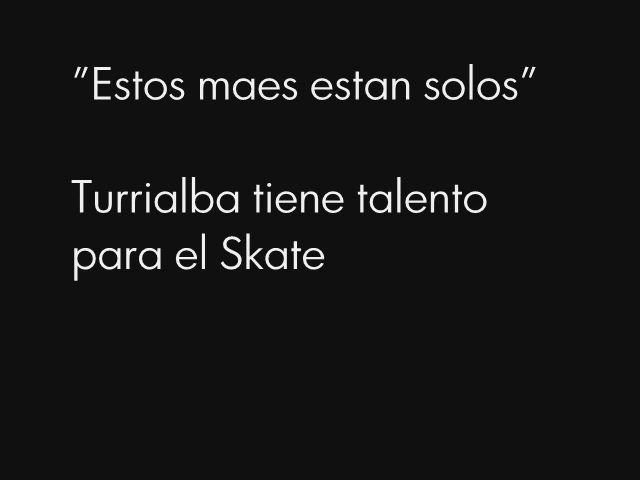 "Estos maes estan solos"
Turrialba tiene talento
para el Skate